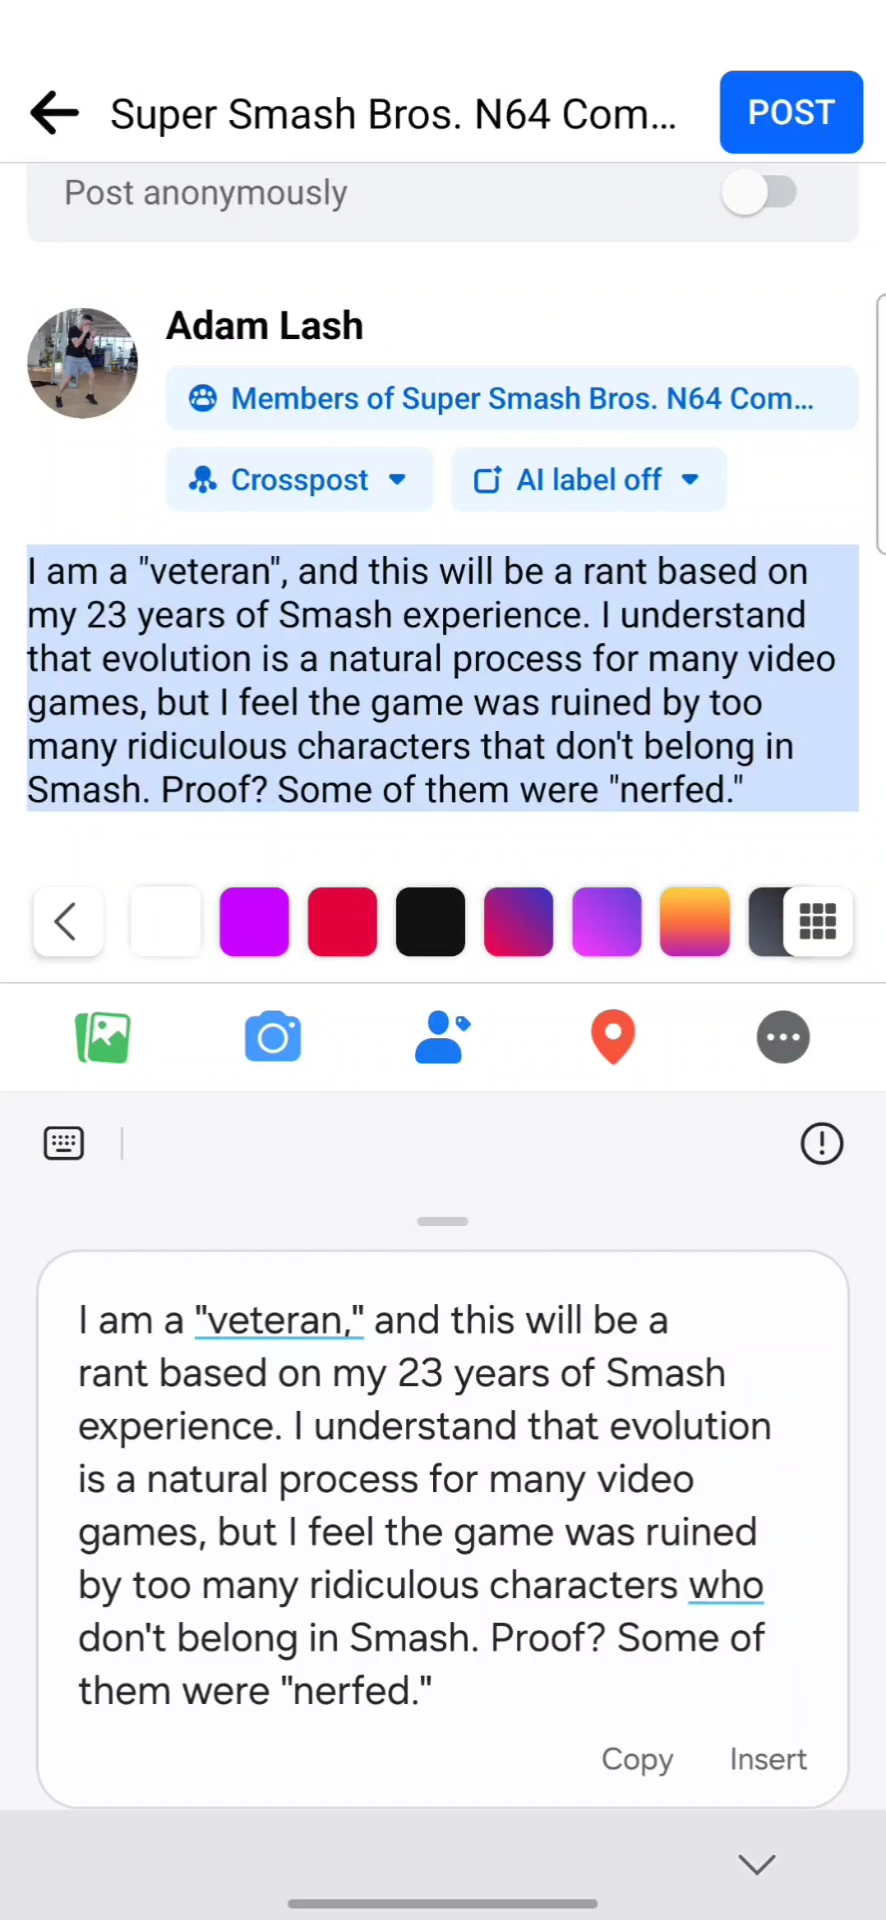 Super Smash Bros. N64 Com...
POST
Post anonymously
Adam Lash
Members of Super Smash Bros. N64 Com...
Crosspost
AI label off
I am a "veteran", and this will be a rant based on
my 23 years of Smash experience. I understand
that evolution is a natural process for many video
games, but I feel the game was ruined by too
many ridiculous characters that don't belong in
Smash. Proof? Some of them were "nerfed."
I am a "veteran," and this will be a
rant based on my 23 years of Smash
experience. I understand that evolution
is a natural process for many video
games, but I feel the game was ruined
by too many ridiculous characters who
don't belong in Smash. Proof? Some of
them were "nerfed."
Copy
Insert